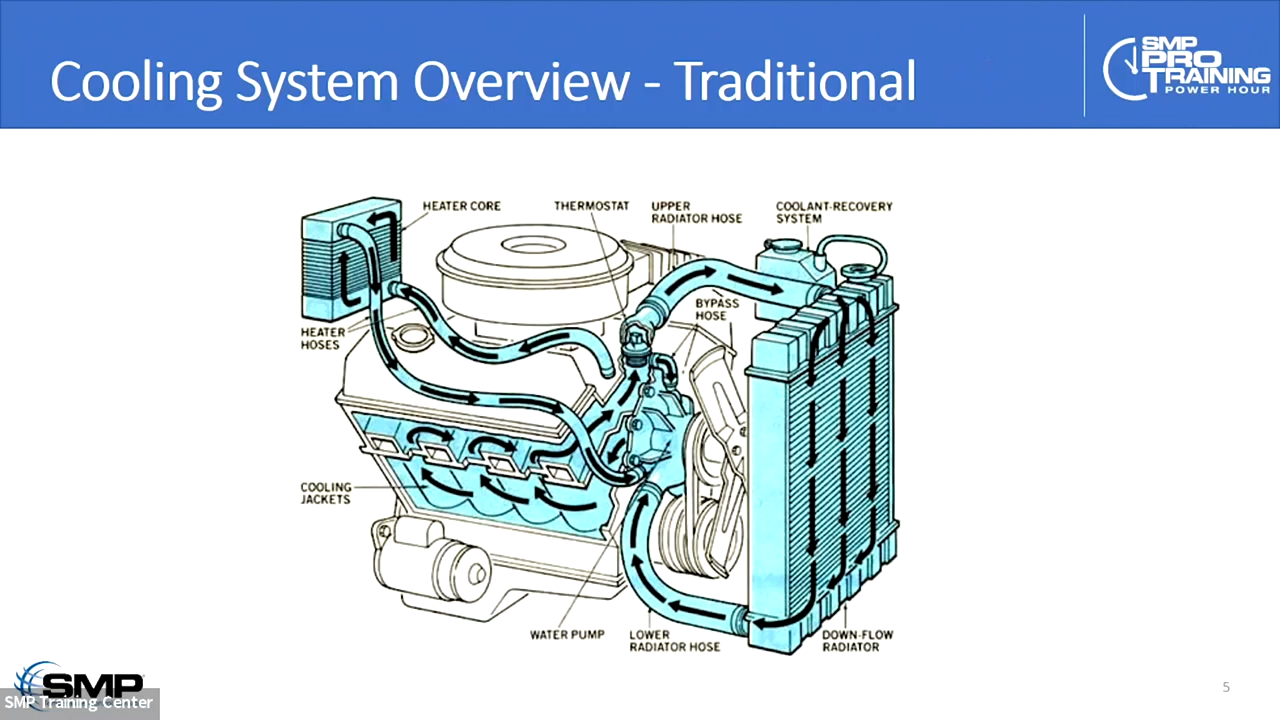 Cooling System Overview - Traditional
SMP
PRO
TRAINING
POWER HOUR
HEATER CORE
THERMOSTAT
UPPER
RADIATOR HOSE
COOLANT-RECOVERY
SYSTEM
BYPASS
HOSE
HEATER
HOSES
COOLING
JACKETS
WATER PUMP
LOWER
RADIATOR HOSE
DOWN-FLOW
RADIATOR
SMP
SMP Training Center
5